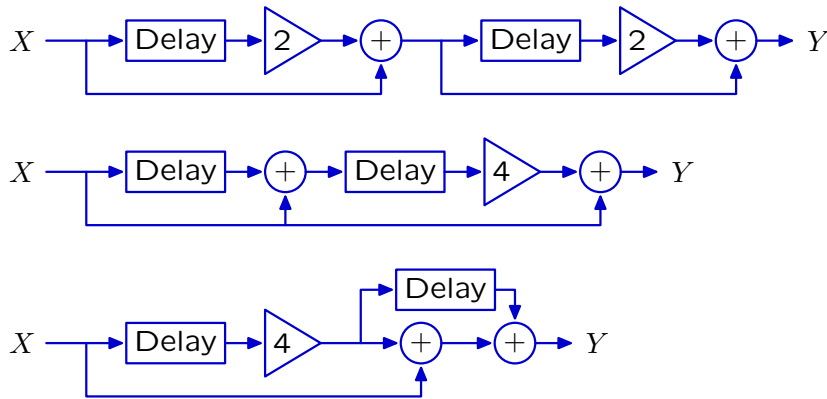 X Delay 2 + Delay 2 + Y
X Delay + Delay 4 + Y
Delay
X Delay 4 + + Y